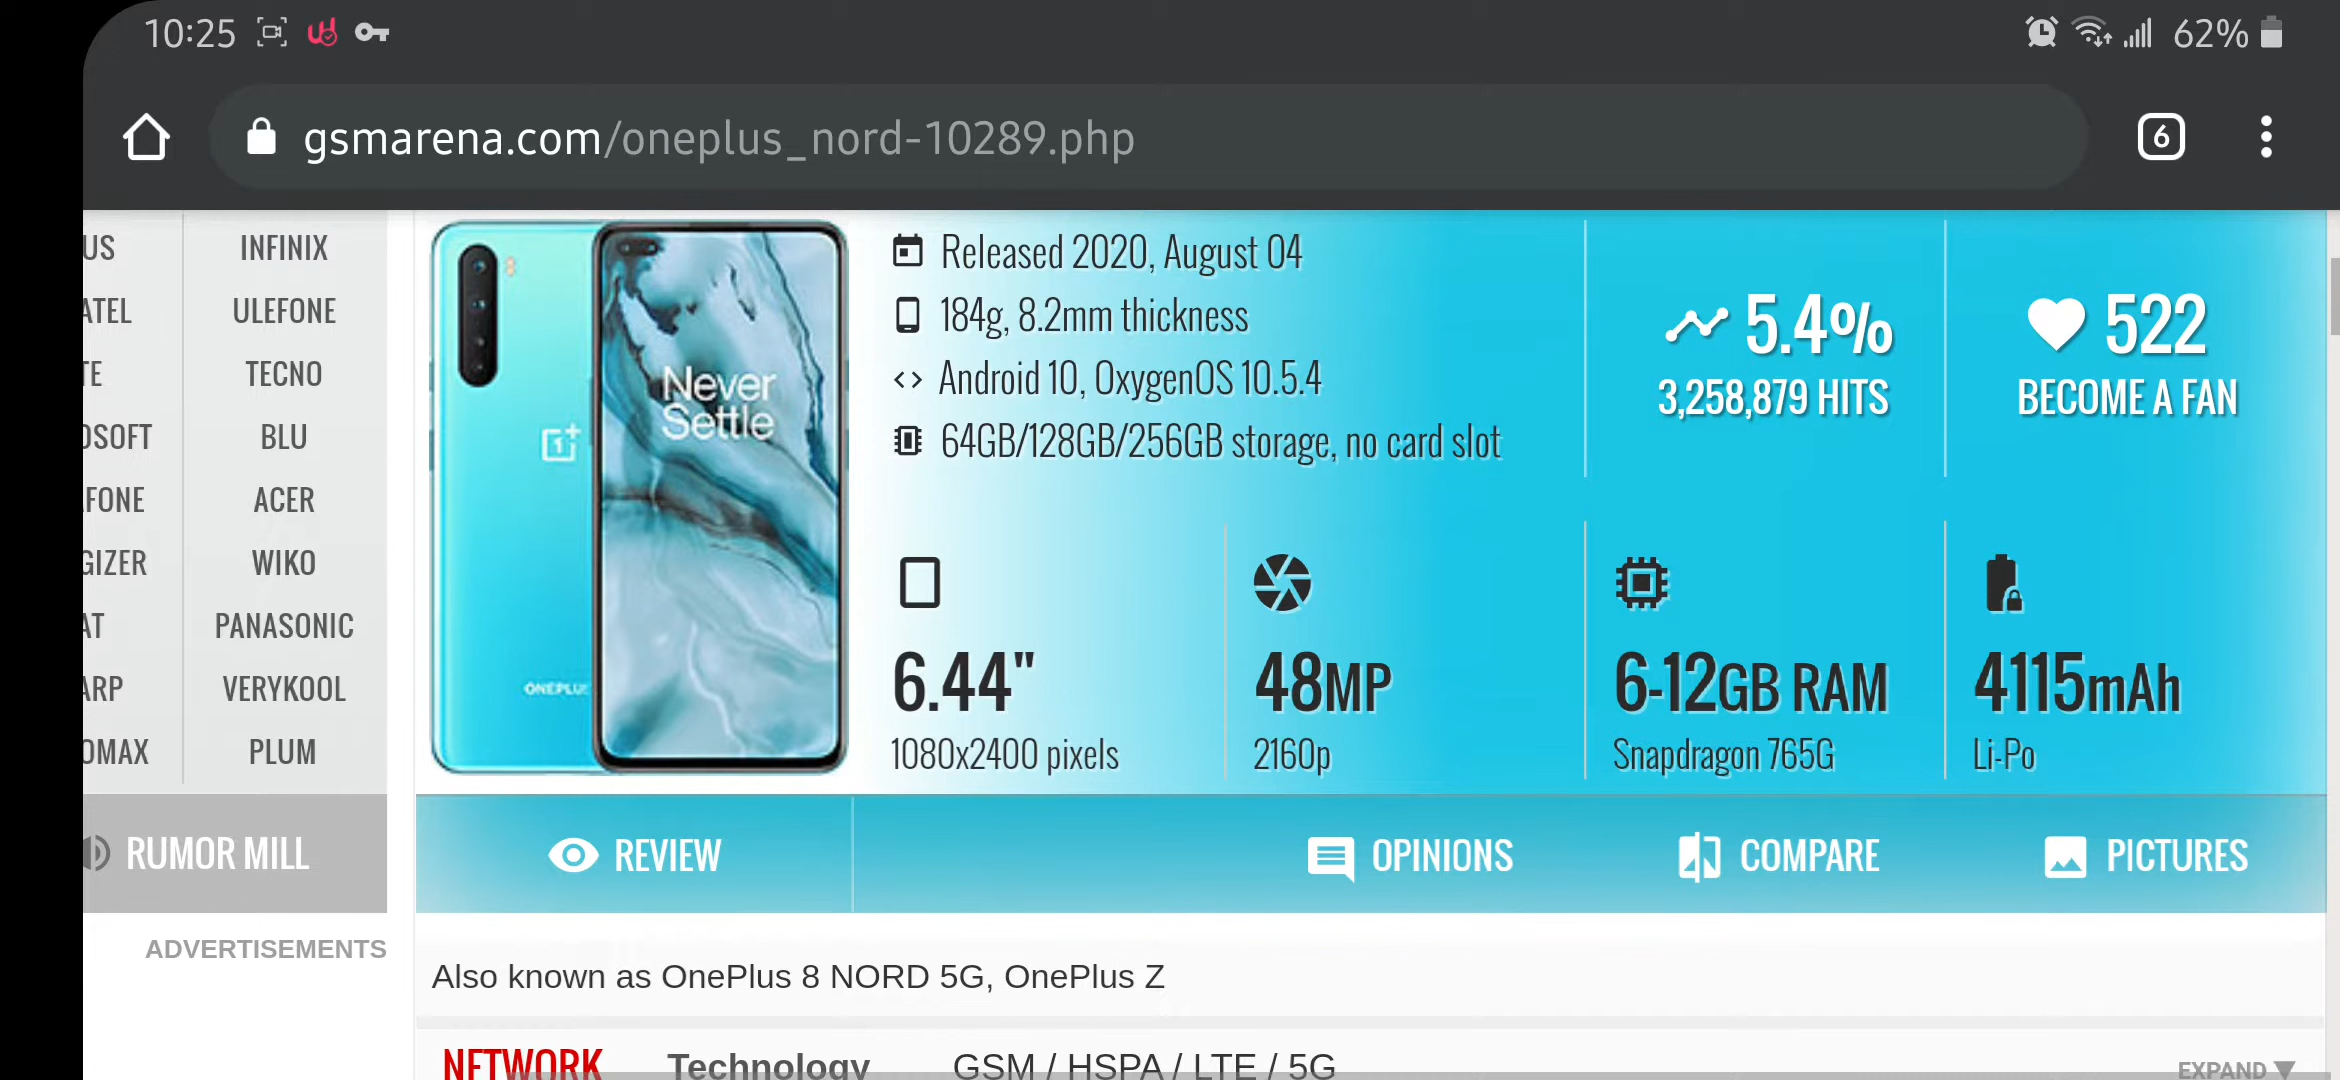 10:25
62%
gsmarena.com/oneplus_nord-10289.php
6
US INFINIX
ATEL ULEFONE
TE TECNO
OSOFT BLU
FONE ACER
GIZER WIKO
AT PANASONIC
ARP VERYKOOL
OMAX PLUM
RUMOR MILL
ADVERTISEMENTS
Never
Settle
ONEPLUS
Released 2020, August 04
184g, 8.2mm thickness
Android 10, OxygenOS 10.5.4
64GB/128GB/256GB storage, no card slot
5.4%
3,258,879 HITS
522
BECOME A FAN
6.44"
1080x2400 pixels
48MP
2160p
6-12GB RAM
Snapdragon 765G
4115mAh
Li-Po
REVIEW
OPINIONS
COMPARE
PICTURES
Also known as OnePlus 8 NORD 5G, OnePlus Z
NETWORK Technology GSM / HSPA / LTE / 5G
EXPAND